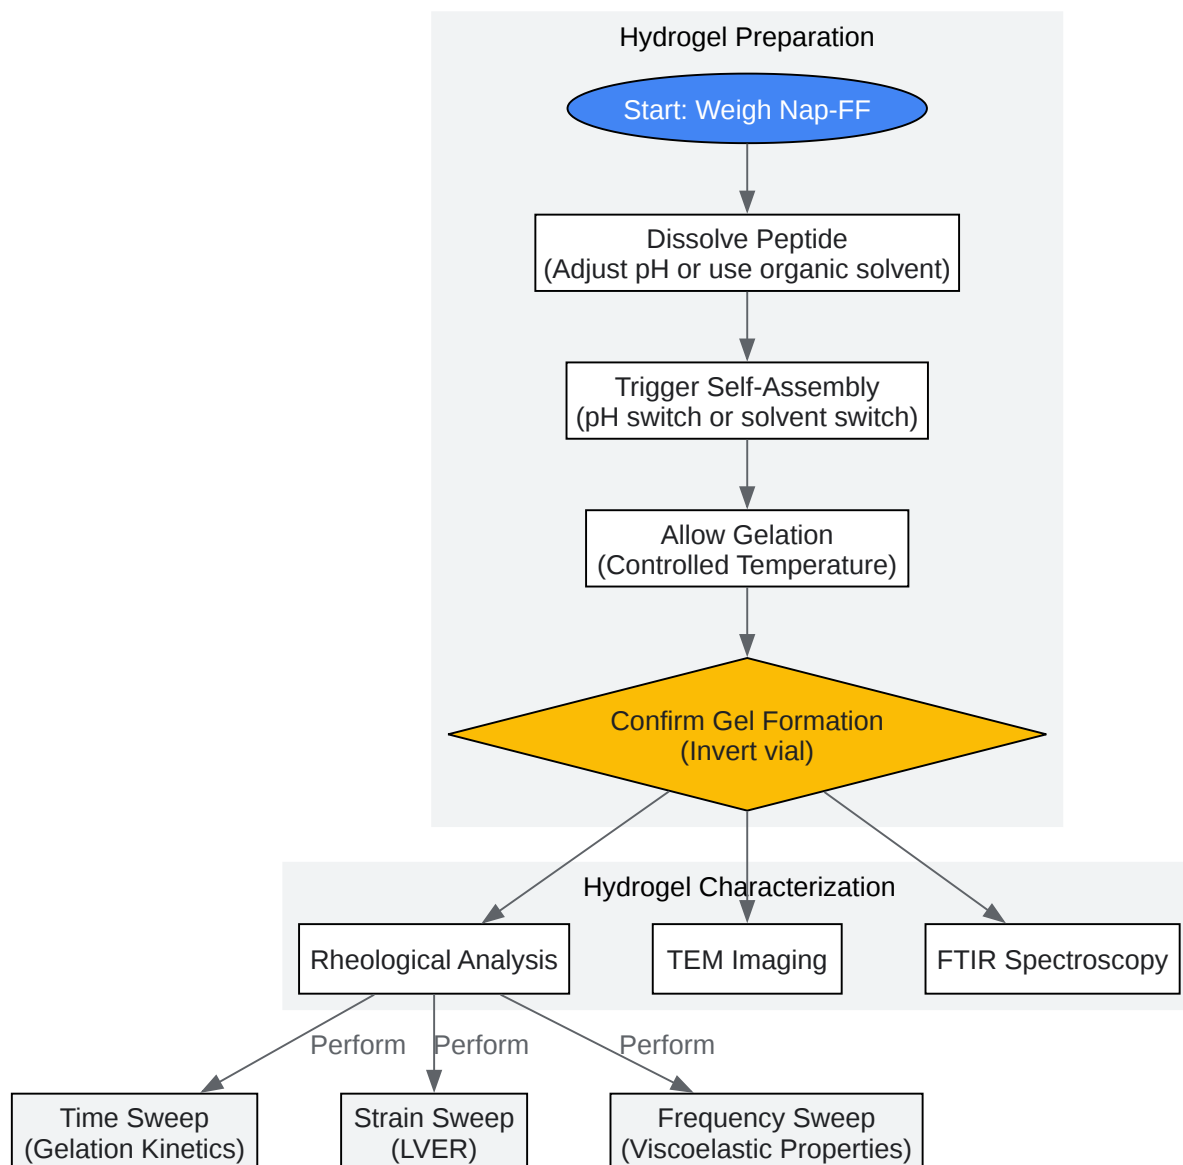 Hydrogel Preparation
Start: Weigh Nap-FF
Dissolve Peptide
(Adjust pH or use organic solvent)
Trigger Self-Assembly
(pH switch or solvent switch)
Allow Gelation
(Controlled Temperature)
Confirm Gel Formation
(Invert vial)
Hydrogel Characterization
Rheological Analysis
TEM Imaging
FTIR Spectroscopy
Perform
Perform
Perform
Time Sweep
(Gelation Kinetics)
Strain Sweep
(LVER)
Frequency Sweep
(Viscoelastic Properties)